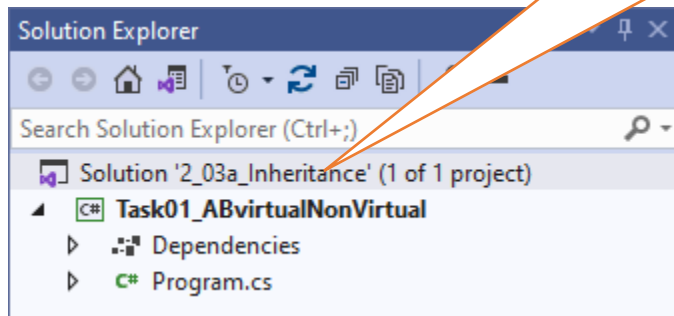 Solution Explorer
Search Solution Explorer (Ctrl+;)
Solution '2_03a_Inheritance' (1 of 1 project)
C# Task01_ABvirtualNonVirtual
Dependencies
C# Program.cs